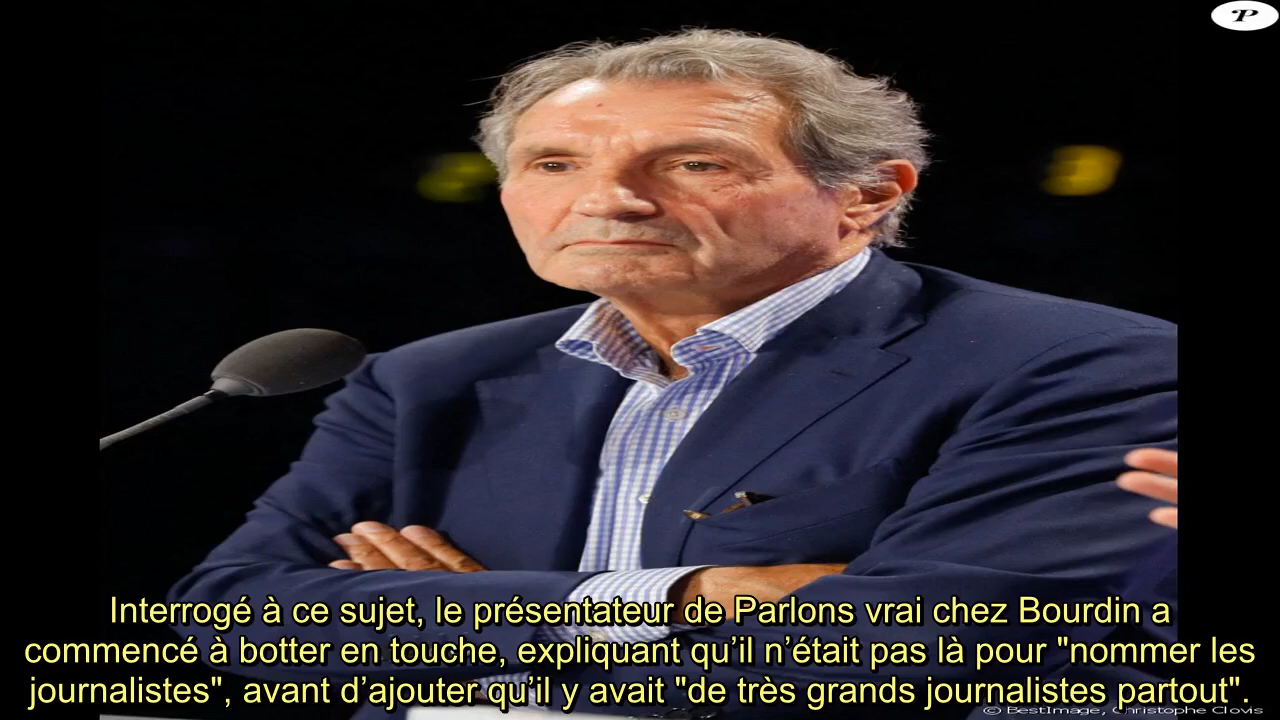 P
Interrogé à ce sujet, le présentateur de Parlons vrai chez Bourdin a
commencé à botter en touche, expliquant qu’il n’était pas là pour "nommer les
journalistes", avant d’ajouter qu’il y avait "de très grands journalistes partout".
© BestImage, Christophe Clovis